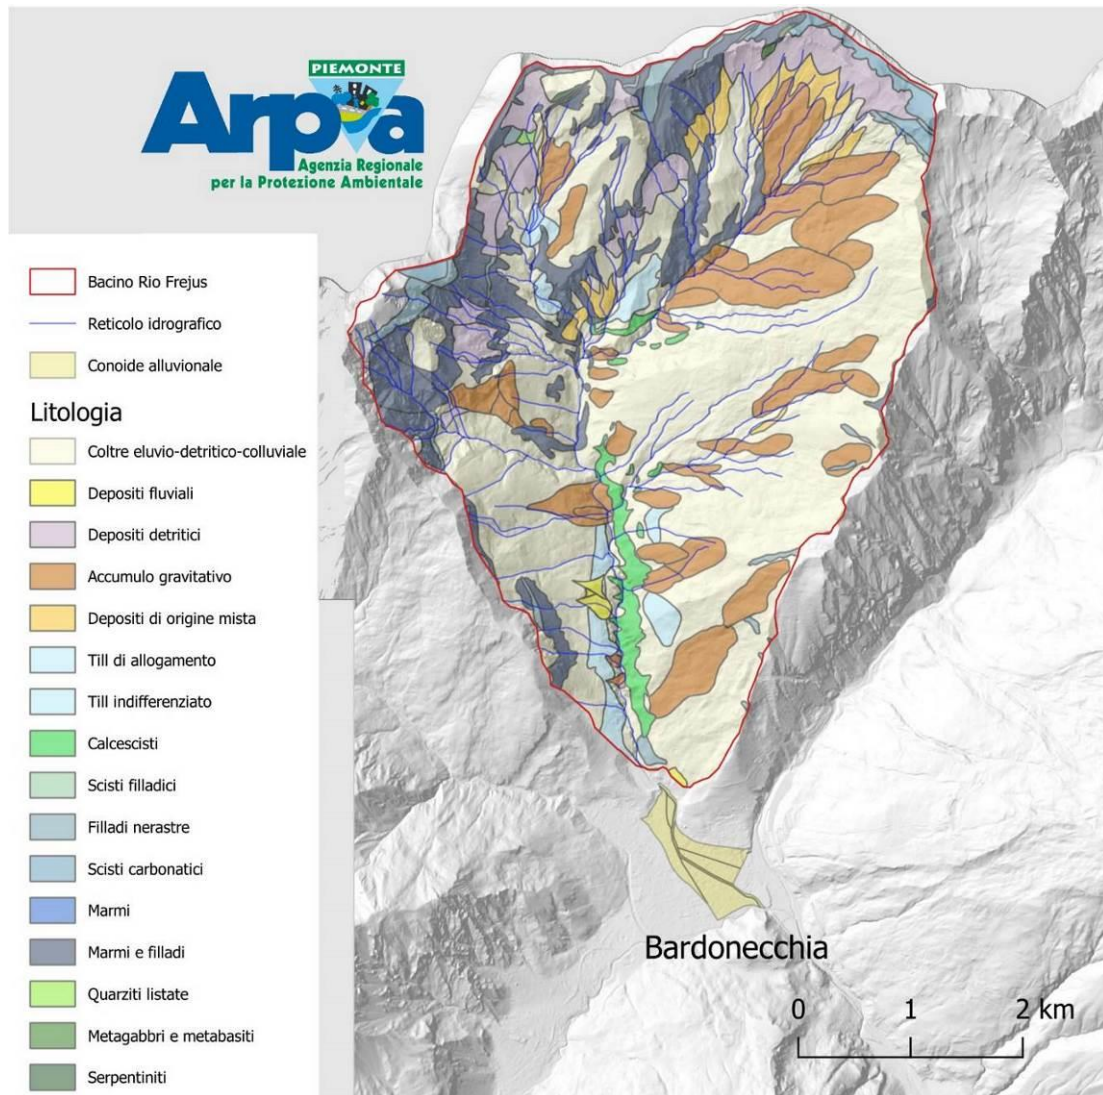 PIEMONTE
Arpa
Agenzia Regionale
per la Protezione Ambientale
Bacino Rio Frejus
Reticolo idrografico
Conoide alluvionale
Litologia
Coltre eluvio-detritico-colluviale
Depositi fluviali
Depositi detritici
Accumulo gravitativo
Depositi di origine mista
Till di allogamento
Till indifferenziato
Calcescisti
Scisti filladici
Filladi nerastre
Scisti carbonatici
Marmi
Marmi e filladi
Quarziti listate
Metagabbri e metabasiti
Serpentiniti
Bardonecchia
0 1 2 km